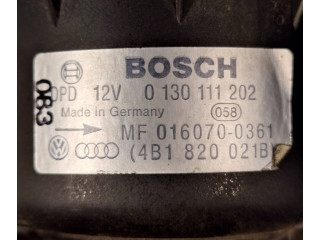 BOSCH
DPD 12V 0 130 111 202
Made in Germany 058
MF 016070-0361
(4B1 820 021B
083